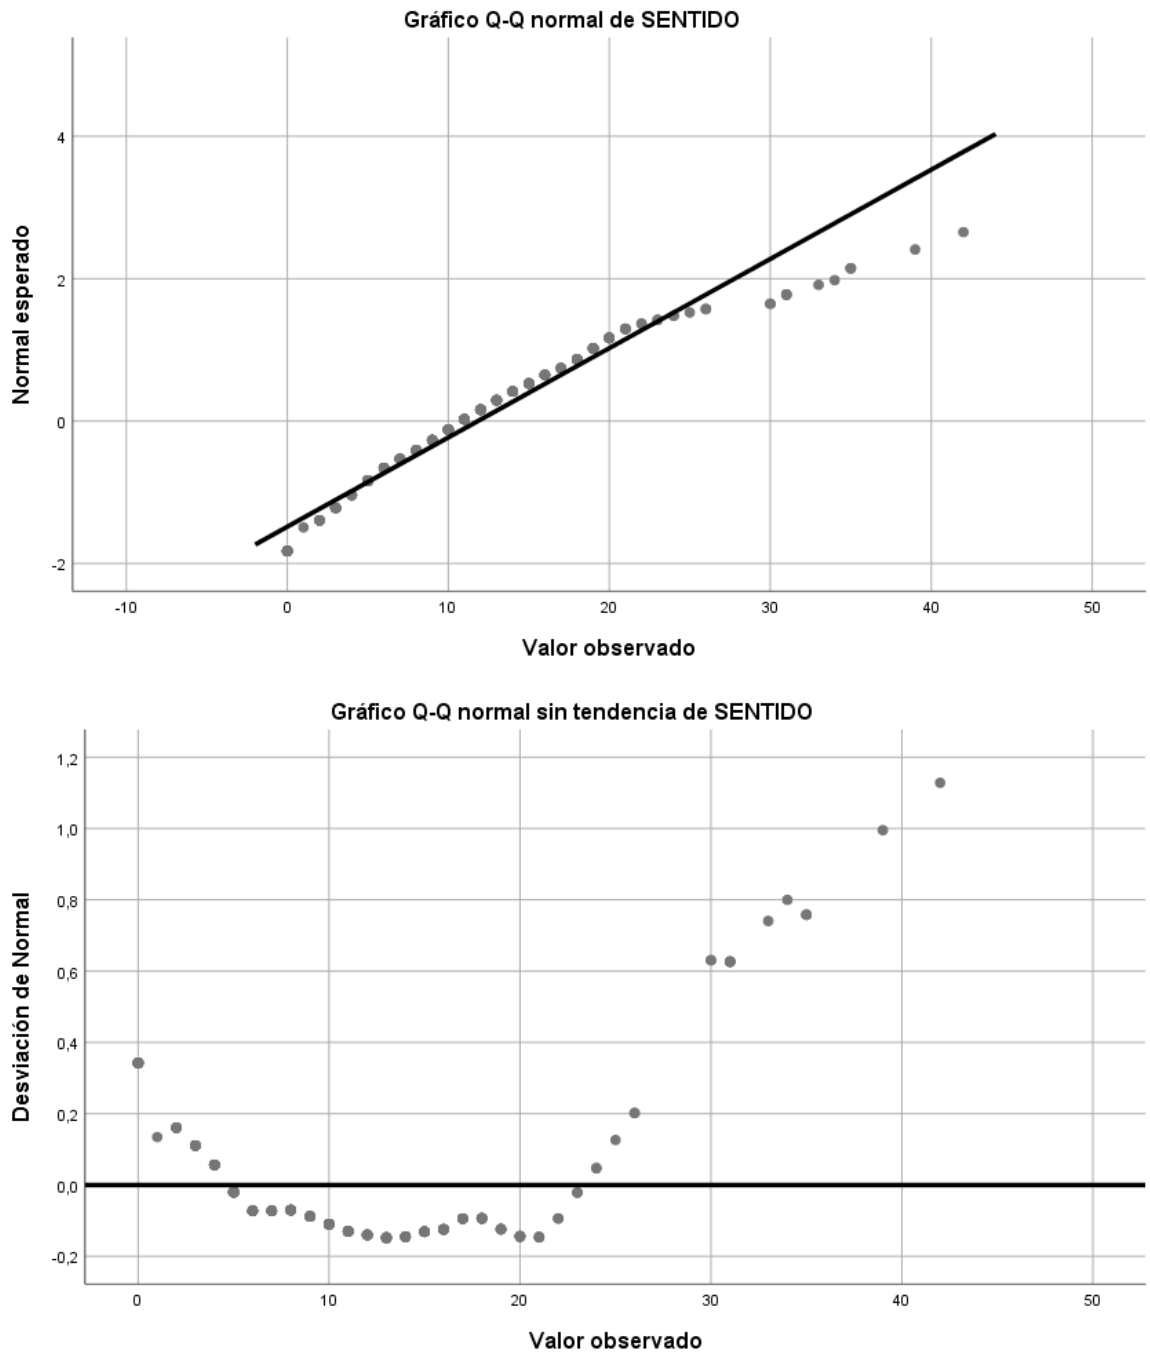 Gráfico Q-Q normal de SENTIDO
Normal esperado
4
2
0
-2
-10 0 10 20 30 40 50
Valor observado
Gráfico Q-Q normal sin tendencia de SENTIDO
Desviación de Normal
1,2
1,0
0,8
0,6
0,4
0,2
0,0
-0,2
0 10 20 30 40 50
Valor observado